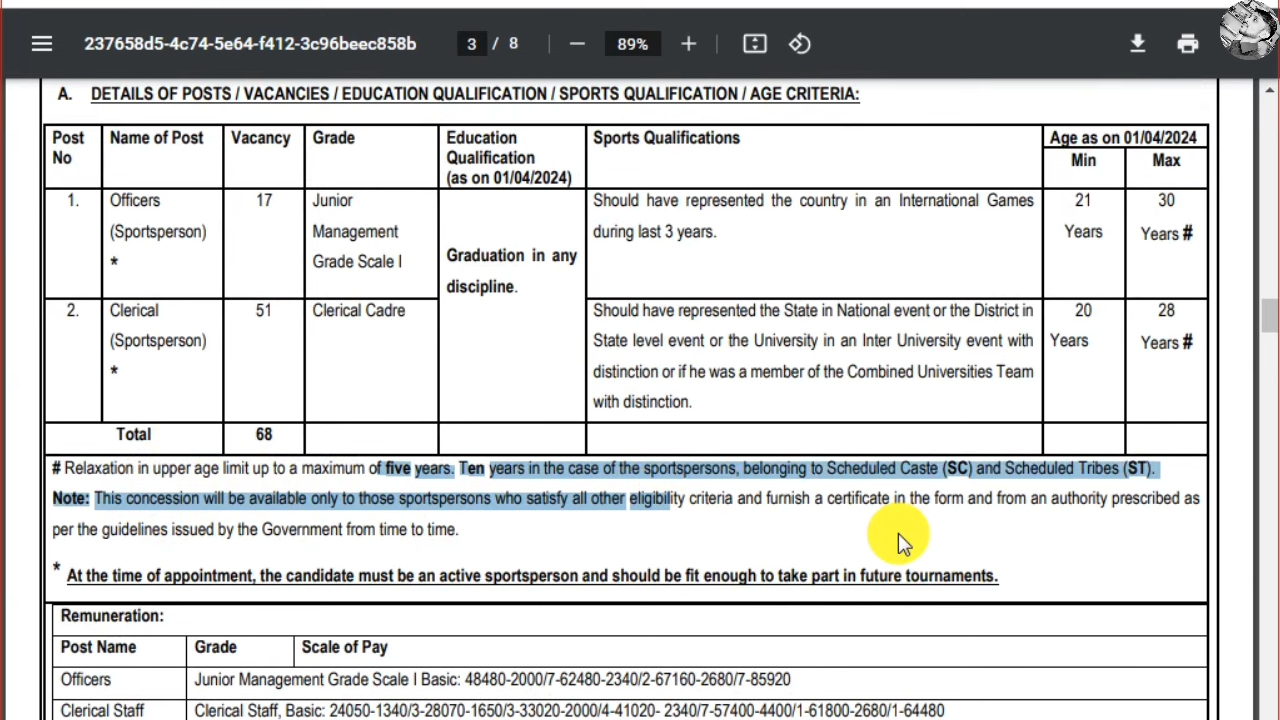 237658d5-4c74-5e64-f412-3c96beec858b 3 / 8 89%
A. DETAILS OF POSTS / VACANCIES / EDUCATION QUALIFICATION / SPORTS QUALIFICATION / AGE CRITERIA:
Post No
Name of Post
Vacancy
Grade
Education
Qualification
(as on 01/04/2024)
Sports Qualifications
Age as on 01/04/2024
Min
Max
1.
Officers
(Sportsperson)
*
17
Junior
Management
Grade Scale I
Graduation in any
discipline.
Should have represented the country in an International Games
during last 3 years.
21
Years
30
Years #
2.
Clerical
(Sportsperson)
*
51
Clerical Cadre
Should have represented the State in National event or the District in
State level event or the University in an Inter University event with
distinction or if he was a member of the Combined Universities Team
with distinction.
20
Years
28
Years #
Total
68
# Relaxation in upper age limit up to a maximum of five years. Ten years in the case of the sportspersons, belonging to Scheduled Caste (SC) and Scheduled Tribes (ST).
Note: This concession will be available only to those sportspersons who satisfy all other eligibility criteria and furnish a certificate in the form and from an authority prescribed as
per the guidelines issued by the Government from time to time.
* At the time of appointment, the candidate must be an active sportsperson and should be fit enough to take part in future tournaments.
Remuneration:
Post Name
Grade
Scale of Pay
Officers
Junior Management Grade Scale I Basic: 48480-2000/7-62480-2340/2-67160-2680/7-85920
Clerical Staff
Clerical Staff, Basic: 24050-1340/3-28070-1650/3-33020-2000/4-41020- 2340/7-57400-4400/1-61800-2680/1-64480